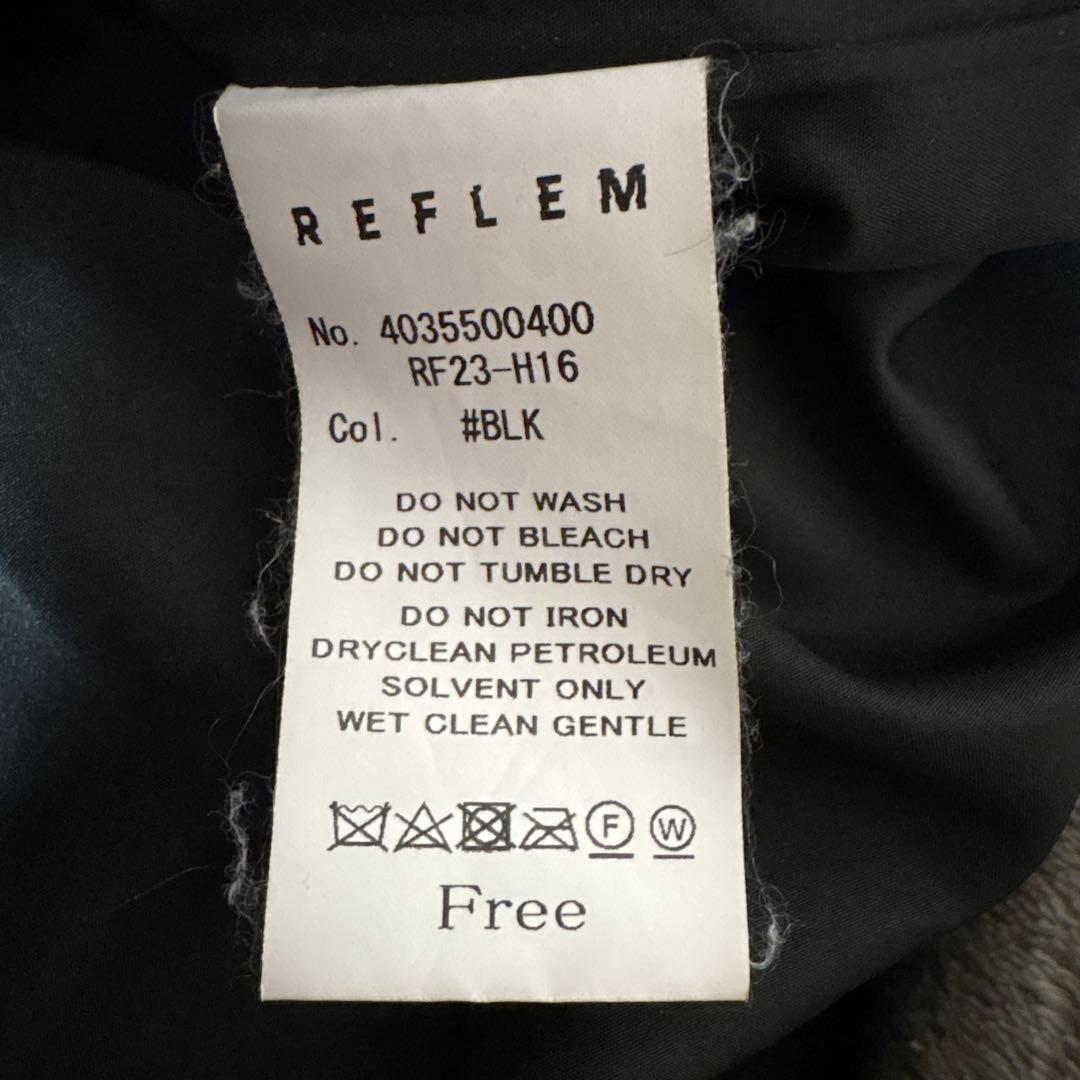 REFLEM
No. 4035500400
RF23-H16
Col. #BLK
DO NOT WASH
DO NOT BLEACH
DO NOT TUMBLE DRY
DO NOT IRON
DRYCLEAN PETROLEUM
SOLVENT ONLY
WET CLEAN GENTLE
F W
Free